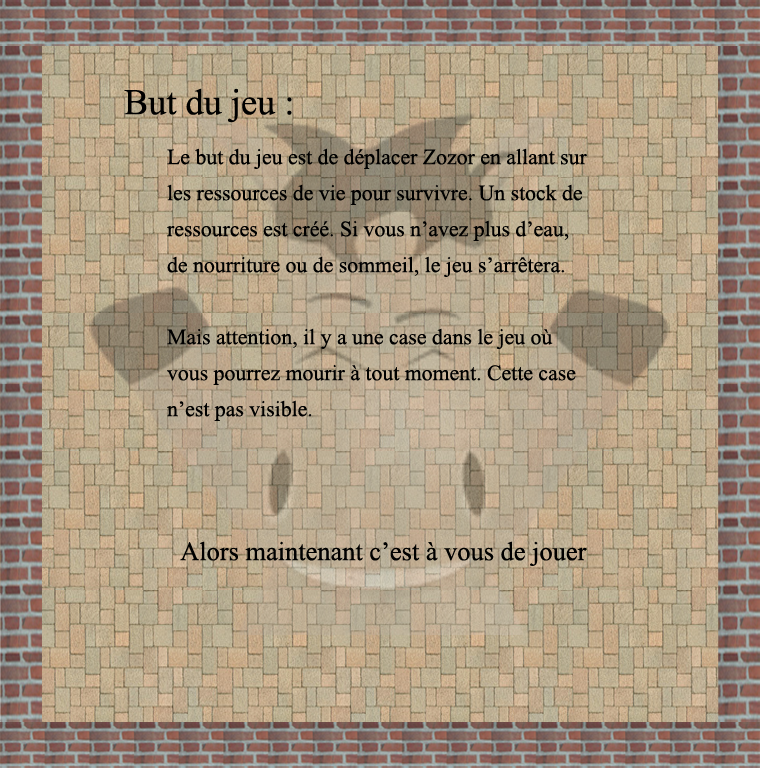 But du jeu :
Le but du jeu est de déplacer Zozor en allant sur
les ressources de vie pour survivre. Un stock de
ressources est créé. Si vous n’avez plus d’eau,
de nourriture ou de sommeil, le jeu s’arrêtera.
Mais attention, il y a une case dans le jeu où
vous pourrez mourir à tout moment. Cette case
n’est pas visible.
Alors maintenant c’est à vous de jouer